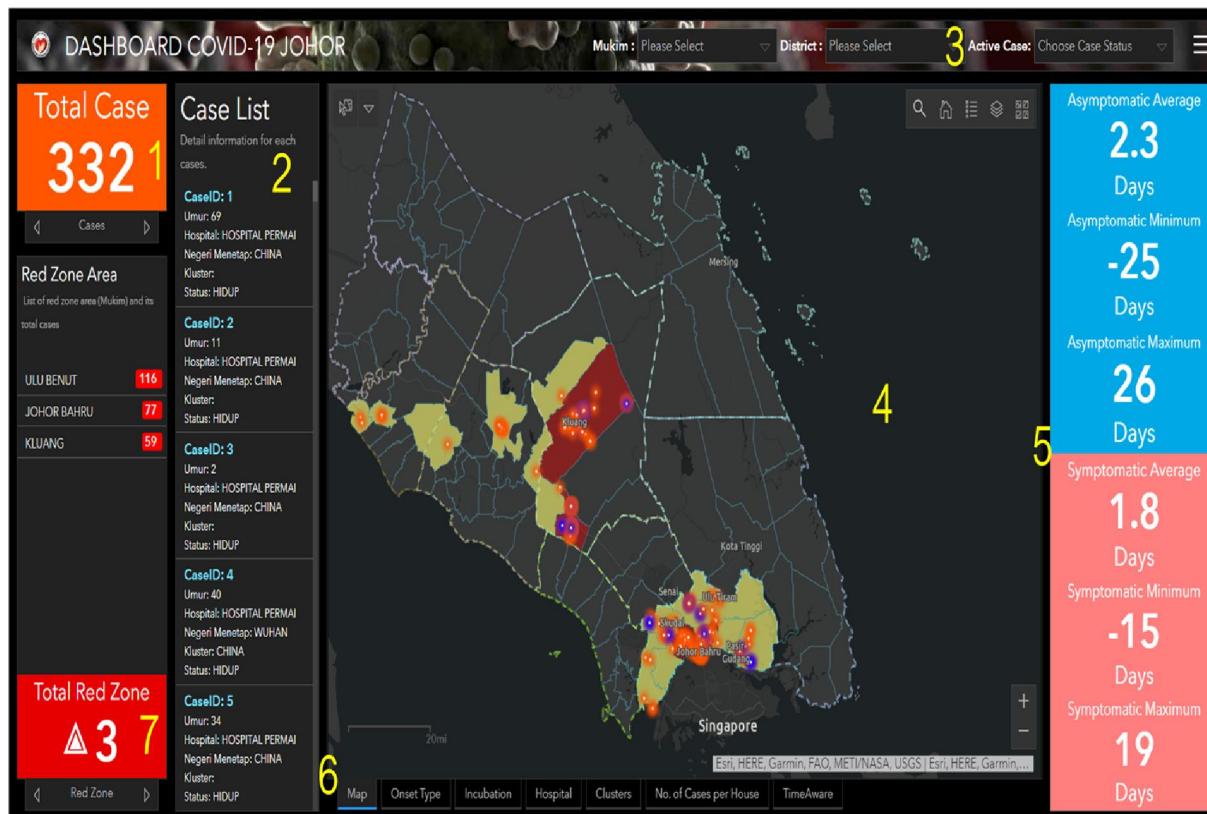 DASHBOARD COVID-19 JOHOR
Mukim : Please Select
District : Please Select
3
Active Case: Choose Case Status
Total Case
332
1
Cases
Red Zone Area
List of red zone area (Mukim) and its
total cases
ULU BENUT 116
JOHOR BAHRU 77
KLUANG 59
Total Red Zone
3
7
Red Zone
Case List
Detail information for each
cases.
2
CaseID: 1
Umur: 69
Hospital: HOSPITAL PERMAI
Negeri Menetap: CHINA
Kluster:
Status: HIDUP
CaseID: 2
Umur: 11
Hospital: HOSPITAL PERMAI
Negeri Menetap: CHINA
Kluster:
Status: HIDUP
CaseID: 3
Umur: 2
Hospital: HOSPITAL PERMAI
Negeri Menetap: CHINA
Kluster:
Status: HIDUP
CaseID: 4
Umur: 40
Hospital: HOSPITAL PERMAI
Negeri Menetap: WUHAN
Kluster: CHINA
Status: HIDUP
CaseID: 5
Umur: 34
Hospital: HOSPITAL PERMAI
Negeri Menetap: CHINA
Kluster:
Status: HIDUP
Mersing
4
Kluang
Kota Tinggi
Senai
Ulu Tiram
Skudai
Johor Bahru
Pasir
Gudang
Singapore
20mi
+
−
Esri, HERE, Garmin, FAO, METI/NASA, USGS | Esri, HERE, Garmin,...
6
Map
Onset Type
Incubation
Hospital
Clusters
No. of Cases per House
TimeAware
Asymptomatic Average
2.3
Days
Asymptomatic Minimum
-25
Days
Asymptomatic Maximum
26
Days
5
Symptomatic Average
1.8
Days
Symptomatic Minimum
-15
Days
Symptomatic Maximum
19
Days